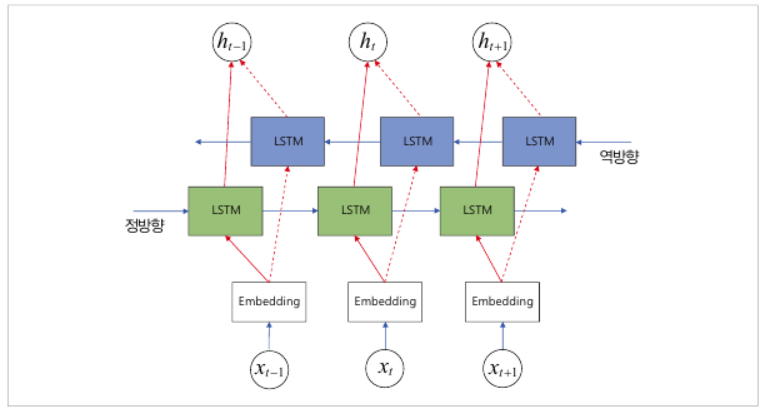 h_{t-1} h_t h_{t+1}
LSTM LSTM LSTM
역방향
LSTM LSTM LSTM
정방향
Embedding Embedding Embedding
x_{t-1} x_t x_{t+1}